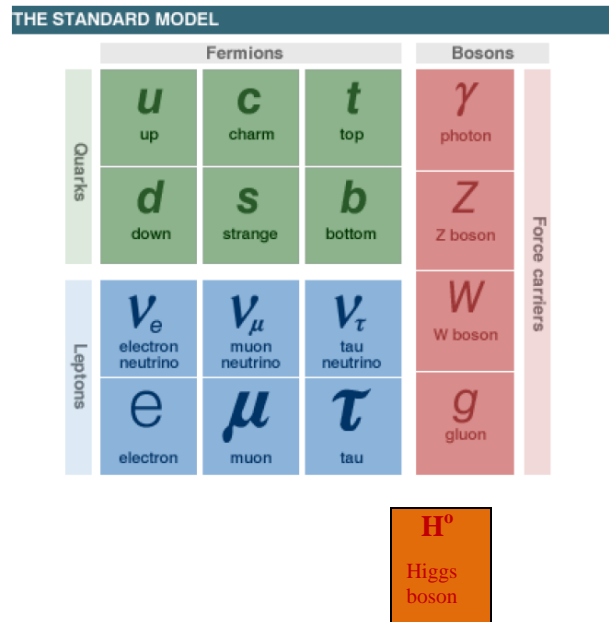 THE STANDARD MODEL
Fermions
Bosons
Quarks
u
up
c
charm
t
top
γ
photon
d
down
s
strange
b
bottom
Z
Z boson
Force carriers
Leptons
νe
electron
neutrino
νμ
muon
neutrino
ντ
tau
neutrino
W
W boson
e
electron
μ
muon
τ
tau
g
gluon
Hº
Higgs
boson